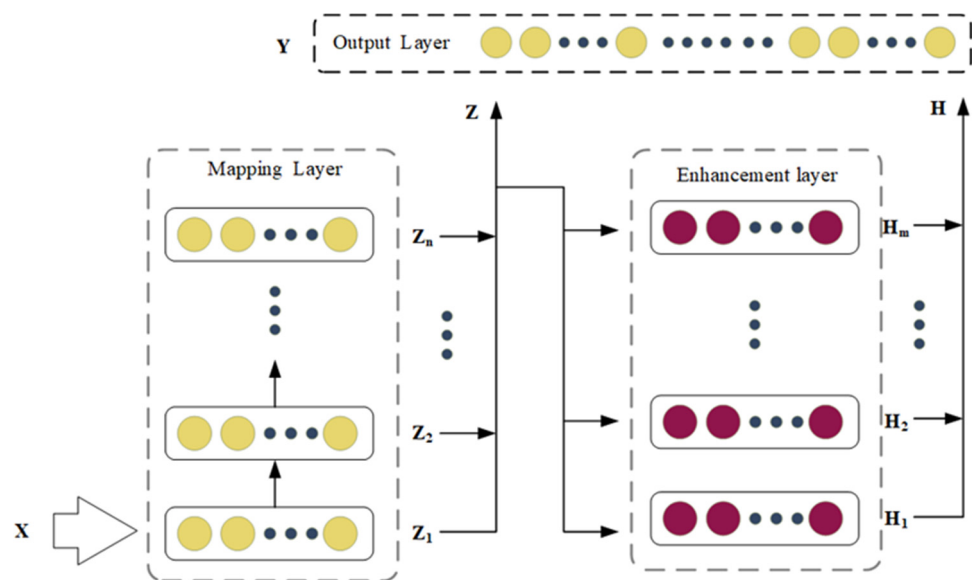 Y Output Layer
Z H
Mapping Layer Enhancement layer
Zn Hm
Z2 H2
X Z1 H1